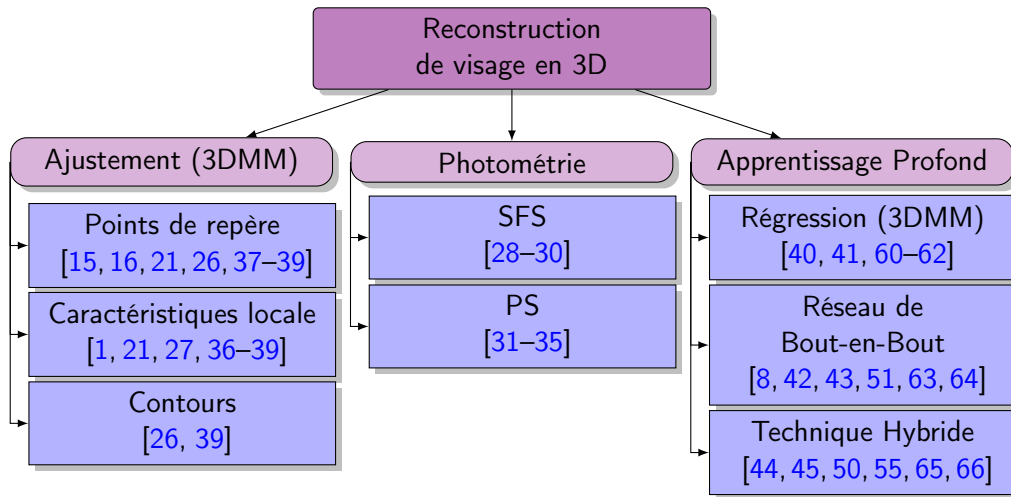 Reconstruction
de visage en 3D
Ajustement (3DMM)
Points de repère
[15, 16, 21, 26, 37–39]
Caractéristiques locale
[1, 21, 27, 36–39]
Contours
[26, 39]
Photométrie
SFS
[28–30]
PS
[31–35]
Apprentissage Profond
Régression (3DMM)
[40, 41, 60–62]
Réseau de
Bout-en-Bout
[8, 42, 43, 51, 63, 64]
Technique Hybride
[44, 45, 50, 55, 65, 66]